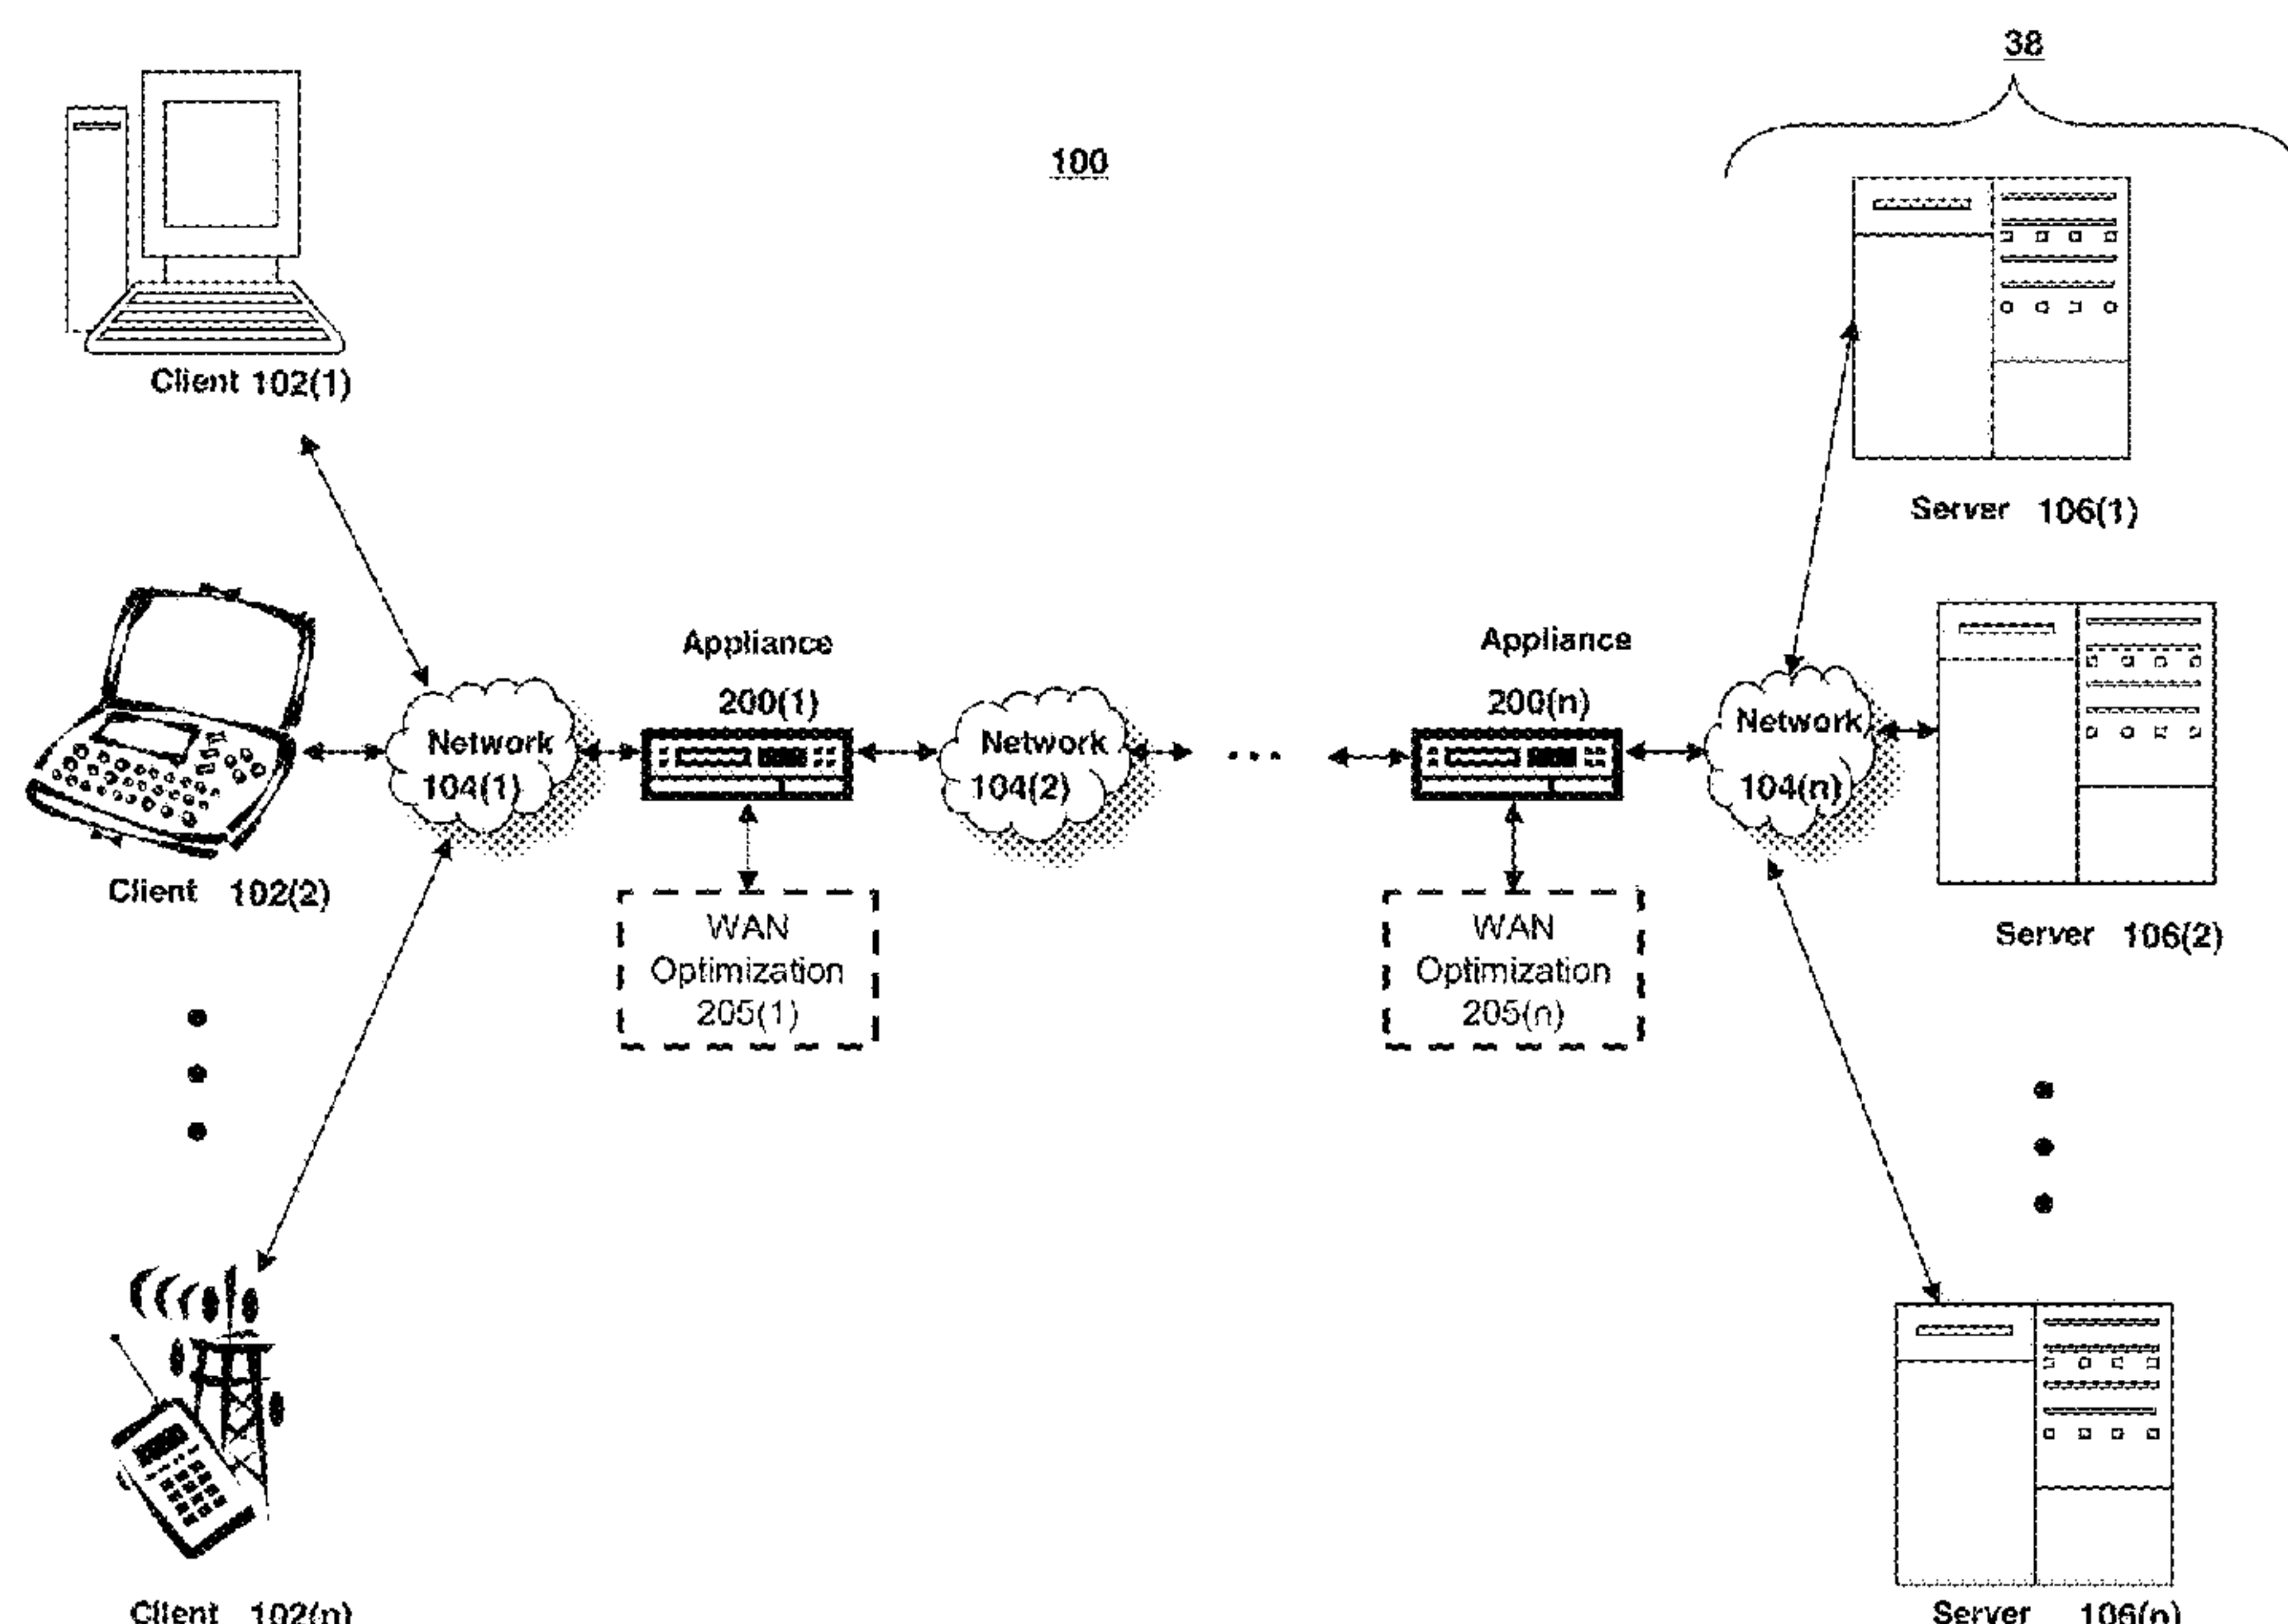 38
100
Client 102(1)
Server 106(1)
Appliance
200(1)
Appliance
200(n)
Network
104(1)
Network
104(2)
...
Network
104(n)
Client 102(2)
WAN
Optimization
205(1)
WAN
Optimization
205(n)
Server 106(2)
Client 102(n)
Server 106(n)